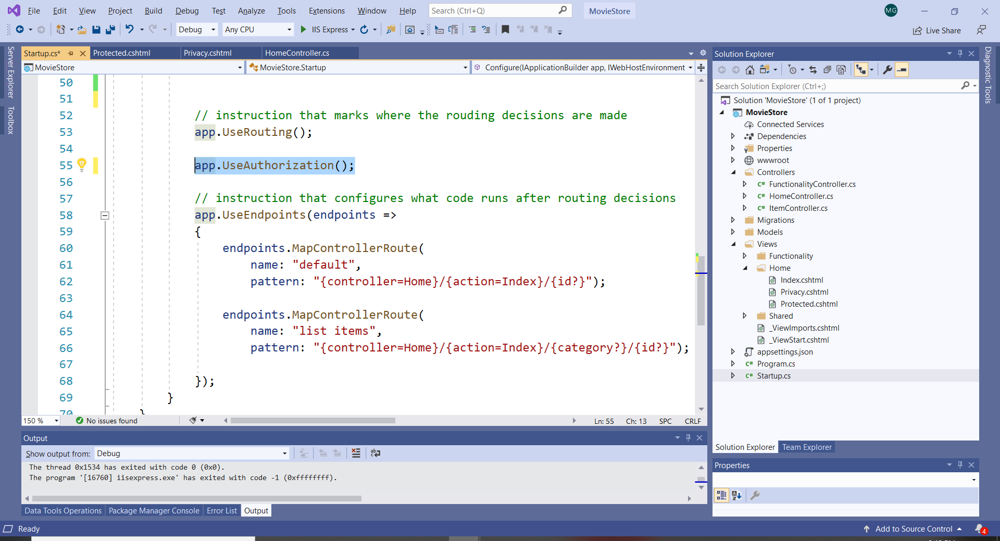 File Edit View Project Build Debug Test Analyze Tools Extensions Window Help Search (Ctrl+Q) MovieStore MG
Debug Any CPU IIS Express Live Share
Server Explorer
Toolbox
Startup.cs* Protected.cshtml Privacy.cshtml HomeController.cs
MovieStore MovieStore.Startup Configure(IApplicationBuilder app, IWebHostEnvironment
50
51
52 // instruction that marks where the rouding decisions are made
53 app.UseRouting();
54
55 app.UseAuthorization();
56
57 // instruction that configures what code runs after routing decisions
58 app.UseEndpoints(endpoints =>
59 {
60 endpoints.MapControllerRoute(
61 name: "default",
62 pattern: "{controller=Home}/{action=Index}/{id?}");
63
64 endpoints.MapControllerRoute(
65 name: "list items",
66 pattern: "{controller=Home}/{action=Index}/{category?}/{id?}");
67
68 });
69 }
70 }
150 % No issues found Ln: 55 Ch: 13 SPC CRLF
Output
Show output from: Debug
The thread 0x1534 has exited with code 0 (0x0).
The program '[16760] iisexpress.exe' has exited with code -1 (0xffffffff).
Data Tools Operations Package Manager Console Error List Output
Solution Explorer
Search Solution Explorer (Ctrl+;)
Solution 'MovieStore' (1 of 1 project)
MovieStore
Connected Services
Dependencies
Properties
wwwroot
Controllers
C# FunctionalityController.cs
C# HomeController.cs
C# ItemController.cs
Migrations
Models
Views
Functionality
Home
Index.cshtml
Privacy.cshtml
Protected.cshtml
Shared
_ViewImports.cshtml
_ViewStart.cshtml
appsettings.json
C# Program.cs
C# Startup.cs
Solution Explorer Team Explorer
Properties
Diagnostic Tools
Ready Add to Source Control 4